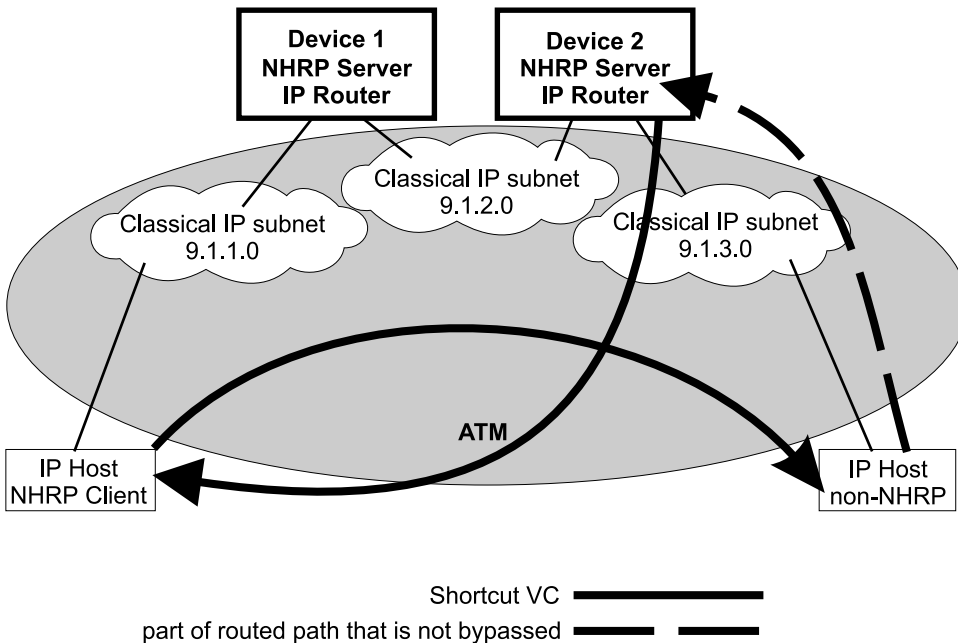 Device 1
NHRP Server
IP Router
Device 2
NHRP Server
IP Router
Classical IP subnet
9.1.1.0
Classical IP subnet
9.1.2.0
Classical IP subnet
9.1.3.0
ATM
IP Host
NHRP Client
IP Host
non-NHRP
Shortcut VC
part of routed path that is not bypassed